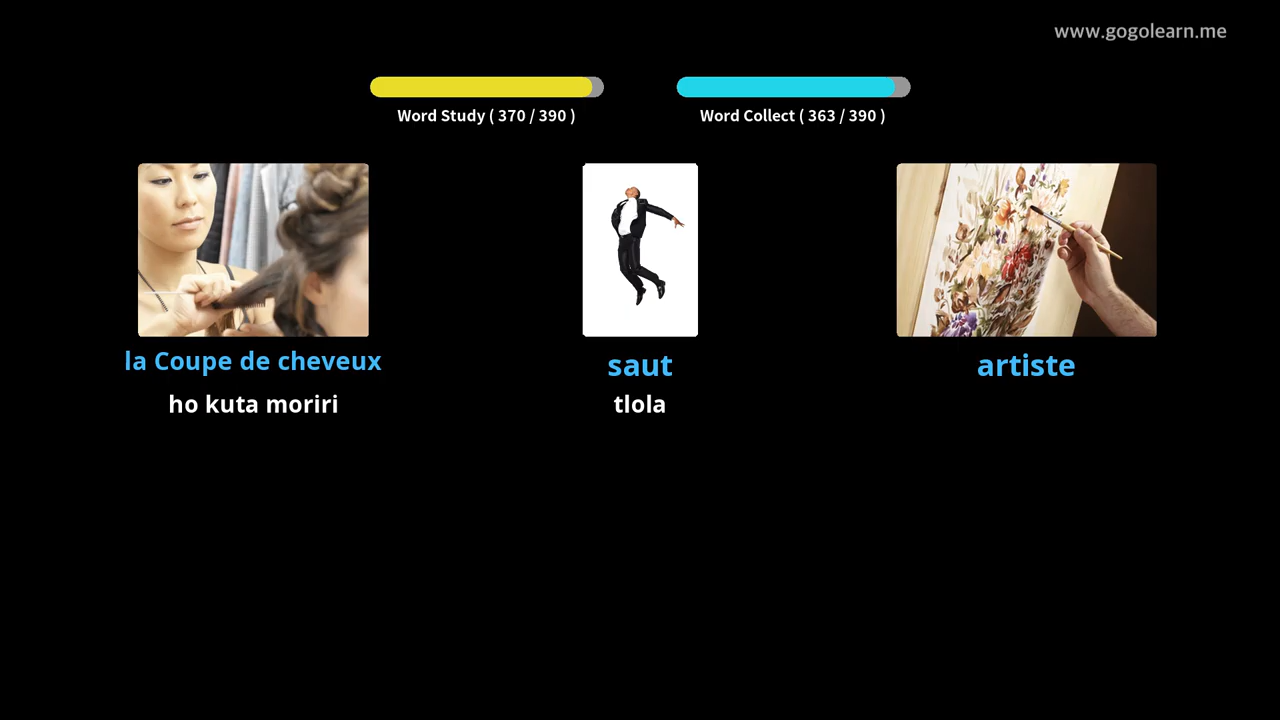 www.gogolearn.me
Word Study ( 370 / 390 )
Word Collect ( 363 / 390 )
la Coupe de cheveux
saut
artiste
ho kuta moriri
tlola